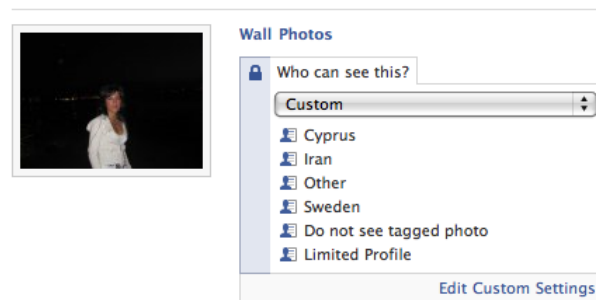 Wall Photos
Who can see this?
Custom
Cyprus
Iran
Other
Sweden
Do not see tagged photo
Limited Profile
Edit Custom Settings